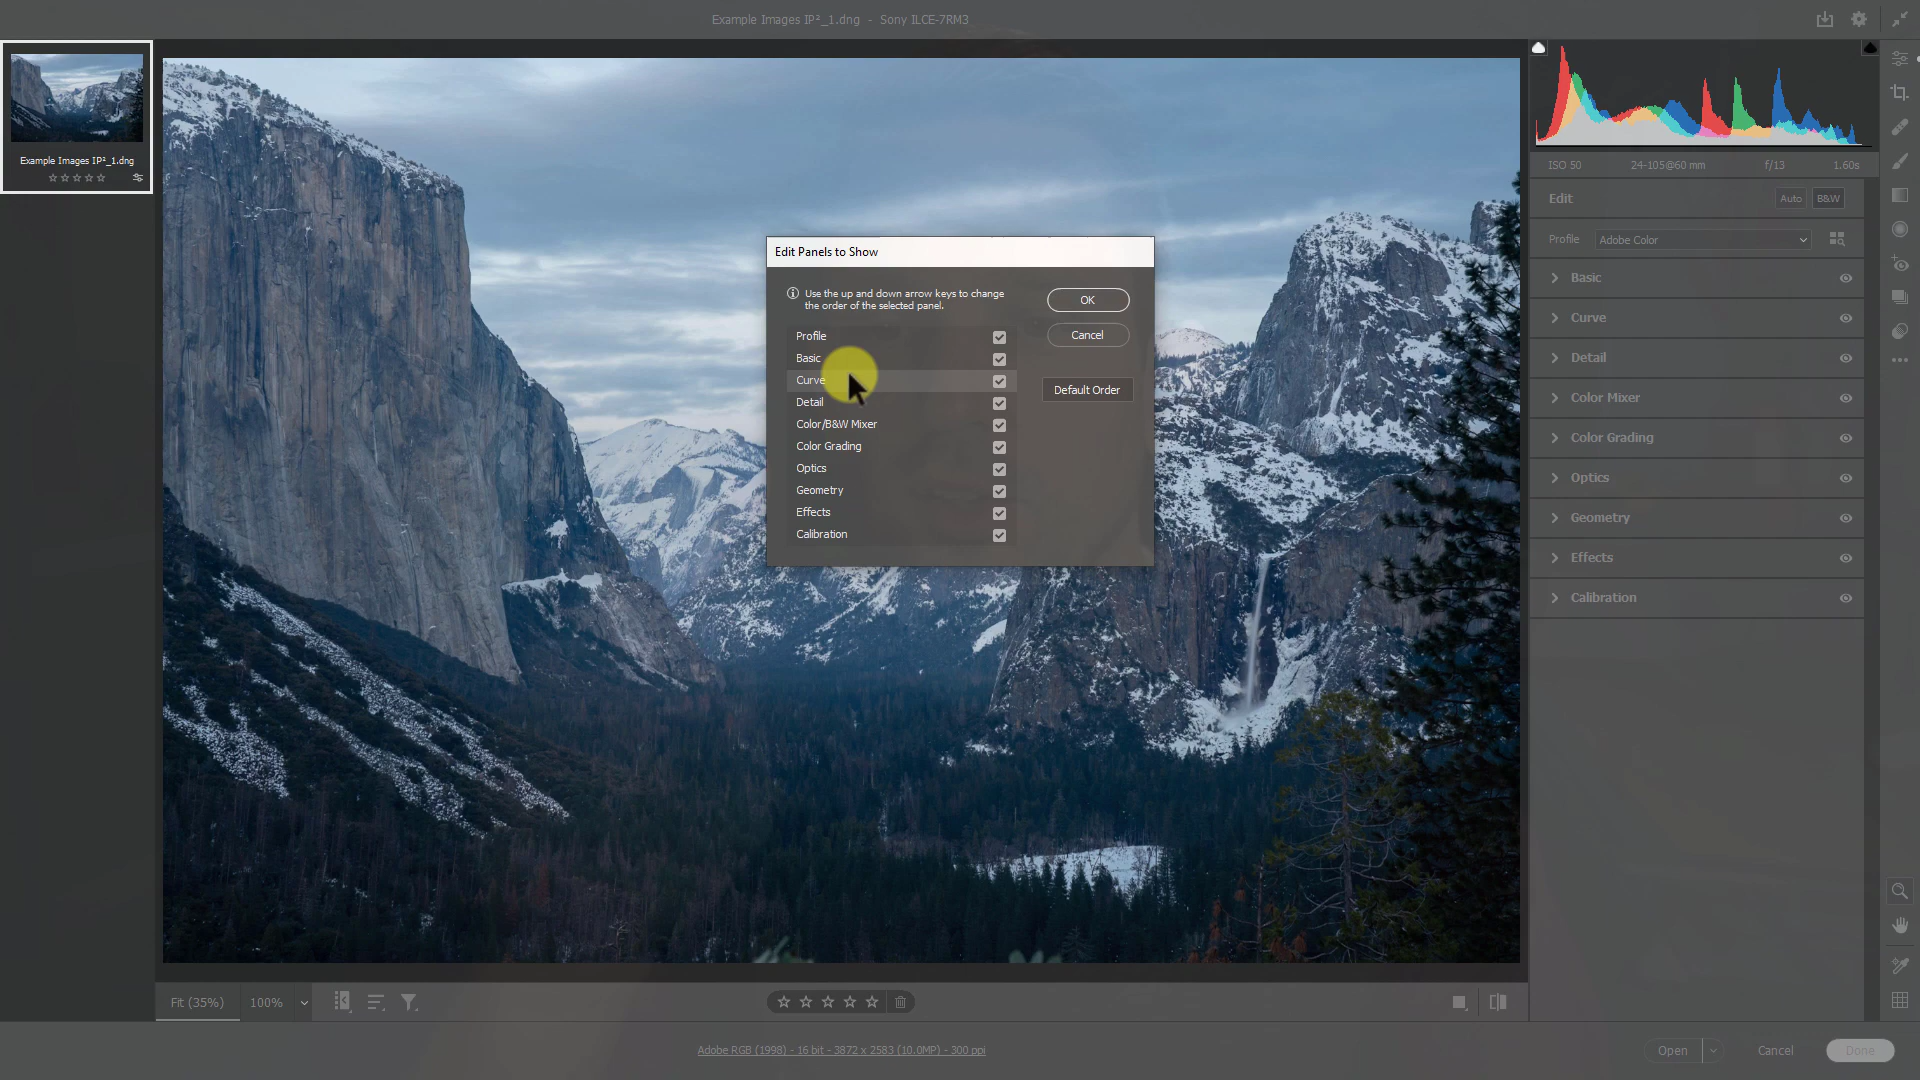 Example Images IP²_1.dng - Sony ILCE-7RM3
Example Images IP²_1.dng
ISO 50 24-105@60 mm f/13 1.60s
Edit Auto B&W
Profile Adobe Color
Basic
Curve
Detail
Color Mixer
Color Grading
Optics
Geometry
Effects
Calibration
Edit Panels to Show
Use the up and down arrow keys to change
the order of the selected panel.
OK
Cancel
Default Order
Profile
Basic
Curve
Detail
Color/B&W Mixer
Color Grading
Optics
Geometry
Effects
Calibration
Fit (35%) 100%
Adobe RGB (1998) - 16 bit - 3872 x 2583 (10.0MP) - 300 ppi
Open Cancel Done